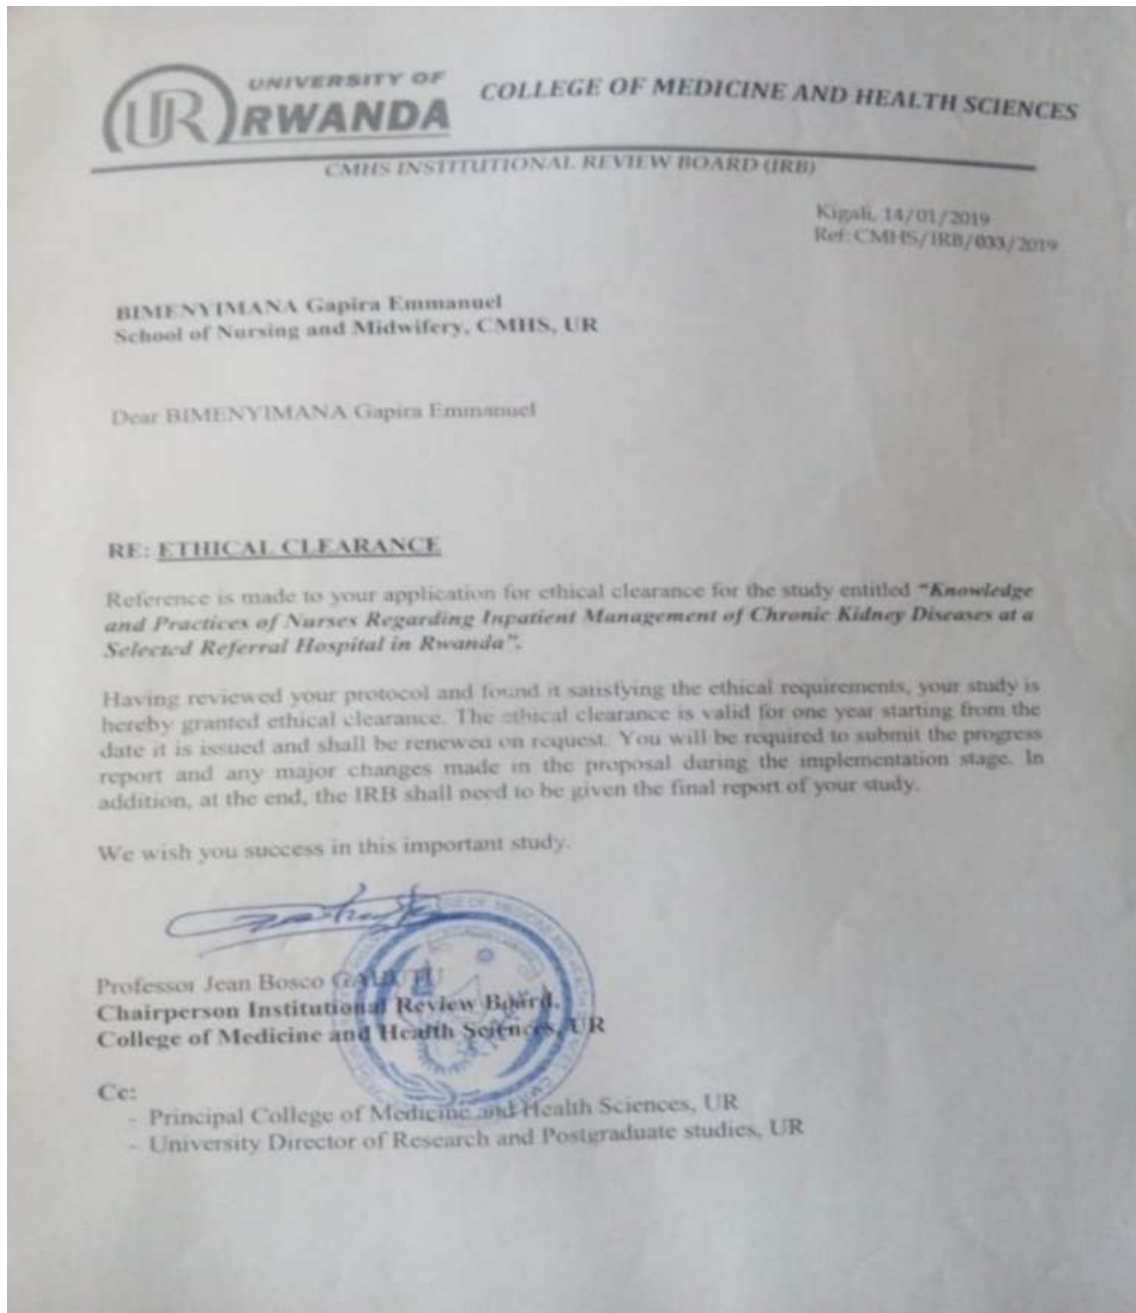 UNIVERSITY OF
RWANDA
UR
COLLEGE OF MEDICINE AND HEALTH SCIENCES
CMHS INSTITUTIONAL REVIEW BOARD (IRB)
Kigali, 14/01/2019
Ref: CMHS/IRB/033/2019
BIMENYIMANA Gapira Emmanuel
School of Nursing and Midwifery, CMHS, UR
Dear BIMENYIMANA Gapira Emmanuel
RE: ETHICAL CLEARANCE
Reference is made to your application for ethical clearance for the study entitled “Knowledge
and Practices of Nurses Regarding Inpatient Management of Chronic Kidney Diseases at a
Selected Referral Hospital in Rwanda”.
Having reviewed your protocol and found it satisfying the ethical requirements, your study is
hereby granted ethical clearance. The ethical clearance is valid for one year starting from the
date it is issued and shall be renewed on request. You will be required to submit the progress
report and any major changes made in the proposal during the implementation stage. In
addition, at the end, the IRB shall need to be given the final report of your study.
We wish you success in this important study.
Professor Jean Bosco
Chairperson Institutional Review Board,
College of Medicine and Health Sciences, UR
Cc:
- Principal College of Medicine and Health Sciences, UR
- University Director of Research and Postgraduate studies, UR